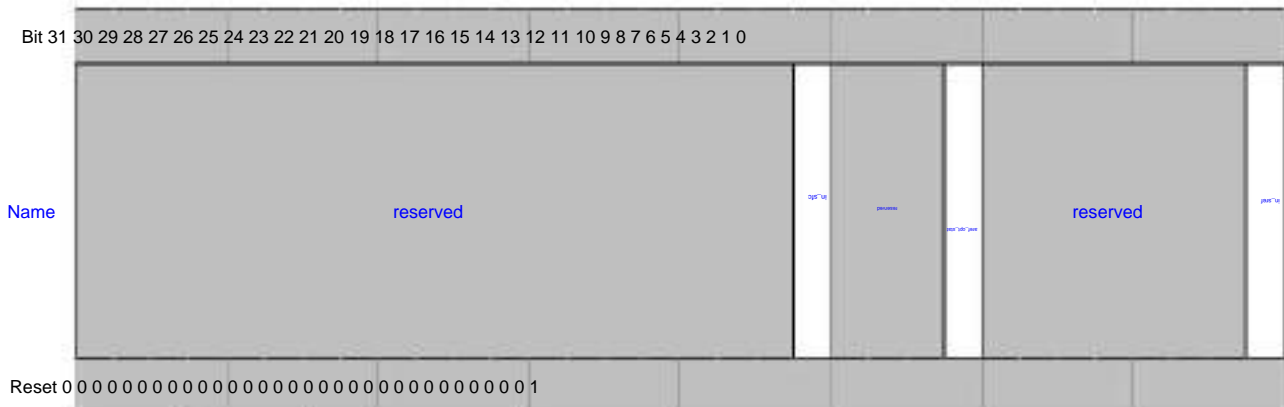 Bit 31 30 29 28 27 26 25 24 23 22 21 20 19 18 17 16 15 14 13 12 11 10 9 8 7 6 5 4 3 2 1 0
Name reserved in_sfc reserved reserved in_sref
Reset 0 0 0 0 0 0 0 0 0 0 0 0 0 0 0 0 0 0 0 0 0 0 0 0 0 0 0 0 0 0 0 1